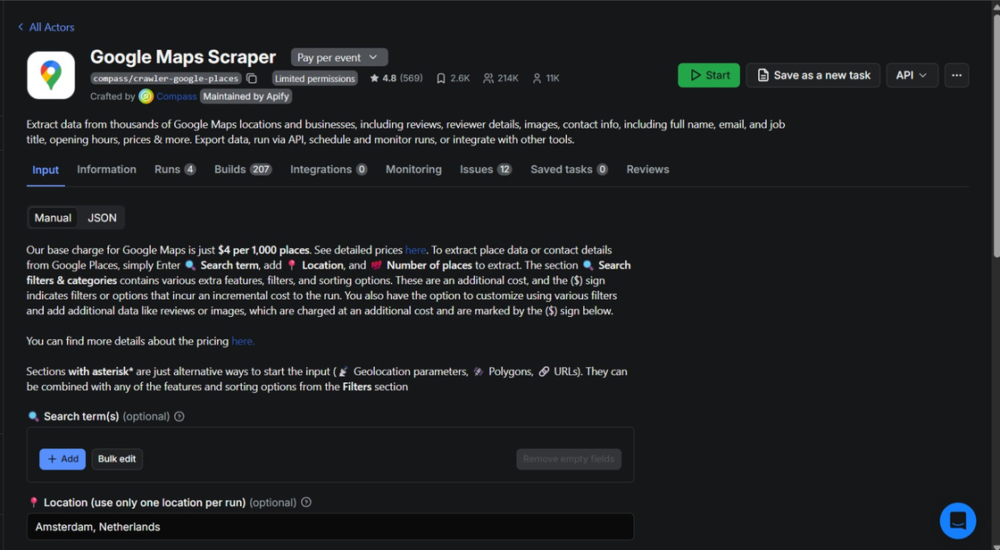 All Actors
Google Maps Scraper Pay per event
compass/crawler-google-places Limited permissions 4.8 (569) 2.6K 214K 11K
Crafted by Compass Maintained by Apify
Start Save as a new task API
Extract data from thousands of Google Maps locations and businesses, including reviews, reviewer details, images, contact info, including full name, email, and job
title, opening hours, prices & more. Export data, run via API, schedule and monitor runs, or integrate with other tools.
Input Information Runs 4 Builds 207 Integrations 0 Monitoring Issues 12 Saved tasks 0 Reviews
Manual JSON
Our base charge for Google Maps is just $4 per 1,000 places. See detailed prices here. To extract place data or contact details
from Google Places, simply Enter 🔍 Search term, add 📍 Location, and 💯 Number of places to extract. The section 🔍 Search
filters & categories contains various extra features, filters, and sorting options. These are an additional cost, and the ($) sign
indicates filters or options that incur an incremental cost to the run. You also have the option to customize using various filters
and add additional data like reviews or images, which are charged at an additional cost and are marked by the ($) sign below.
You can find more details about the pricing here.
Sections with asterisk* are just alternative ways to start the input (📡 Geolocation parameters, 🛰 Polygons, 🔗 URLs). They can
be combined with any of the features and sorting options from the Filters section
🔍 Search term(s) (optional)
+ Add Bulk edit Remove empty fields
📍 Location (use only one location per run) (optional)
Amsterdam, Netherlands